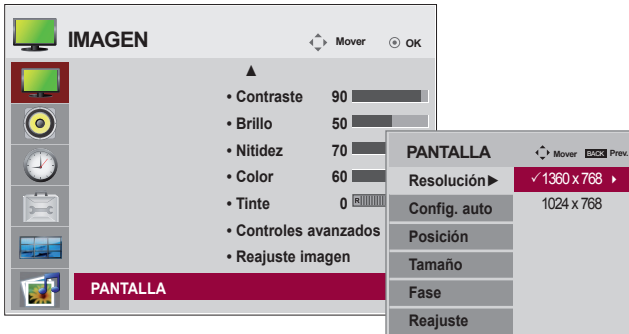 IMAGEN
Mover
OK
• Contraste 90
• Brillo 50
• Nitidez 70
• Color 60
• Tinte 0 R
• Controles avanzados
• Reajuste imagen
PANTALLA
PANTALLA
Mover BACK Prev.
Resolución►
✓1360 x 768
1024 x 768
Config. auto
Posición
Tamaño
Fase
Reajuste